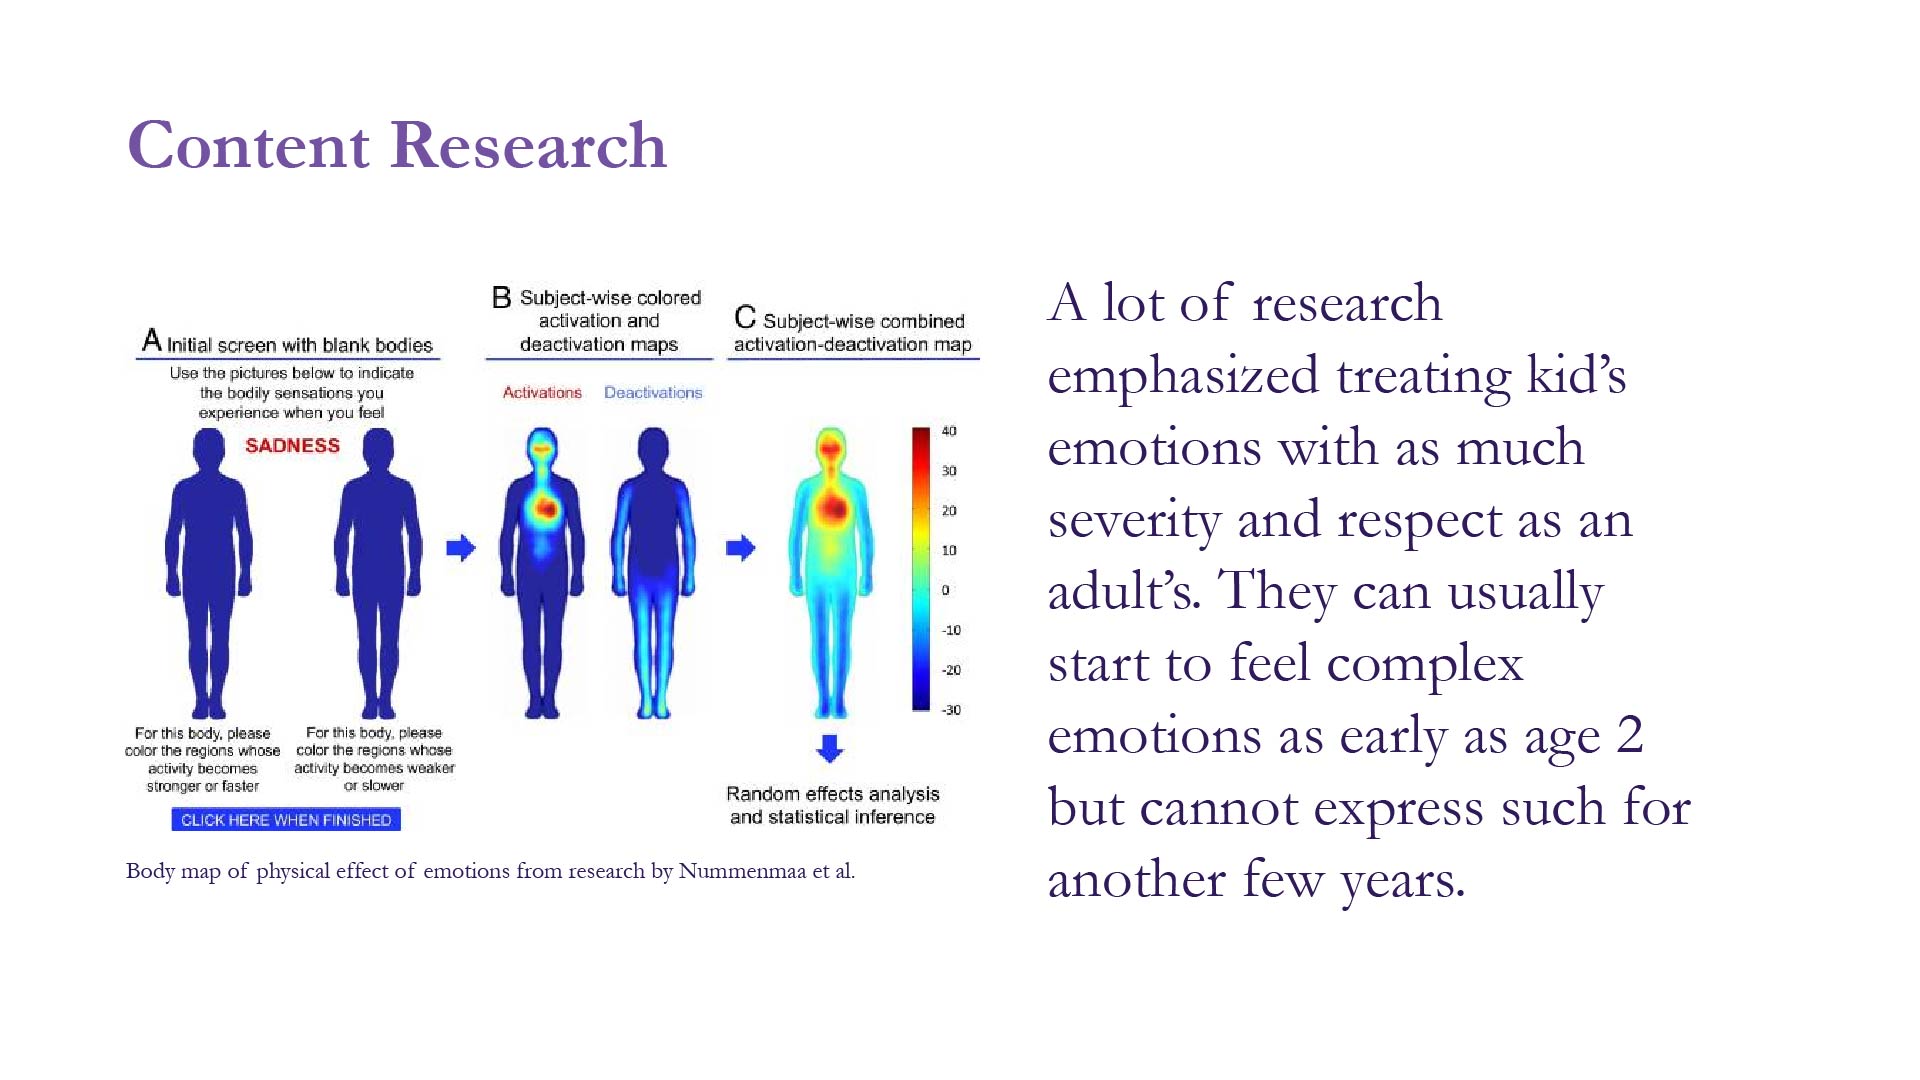 Content Research
A Initial screen with blank bodies
Use the pictures below to indicate
the bodily sensations you
experience when you feel
SADNESS
For this body, please
color the regions whose
activity becomes
stronger or faster
For this body, please
color the regions whose
activity becomes weaker
or slower
CLICK HERE WHEN FINISHED
B Subject-wise colored
activation and
deactivation maps
Activations
Deactivations
C Subject-wise combined
activation-deactivation map
40
30
20
10
0
-10
-20
-30
Random effects analysis
and statistical inference
Body map of physical effect of emotions from research by Nummenmaa et al.
A lot of research
emphasized treating kid’s
emotions with as much
severity and respect as an
adult’s. They can usually
start to feel complex
emotions as early as age 2
but cannot express such for
another few years.